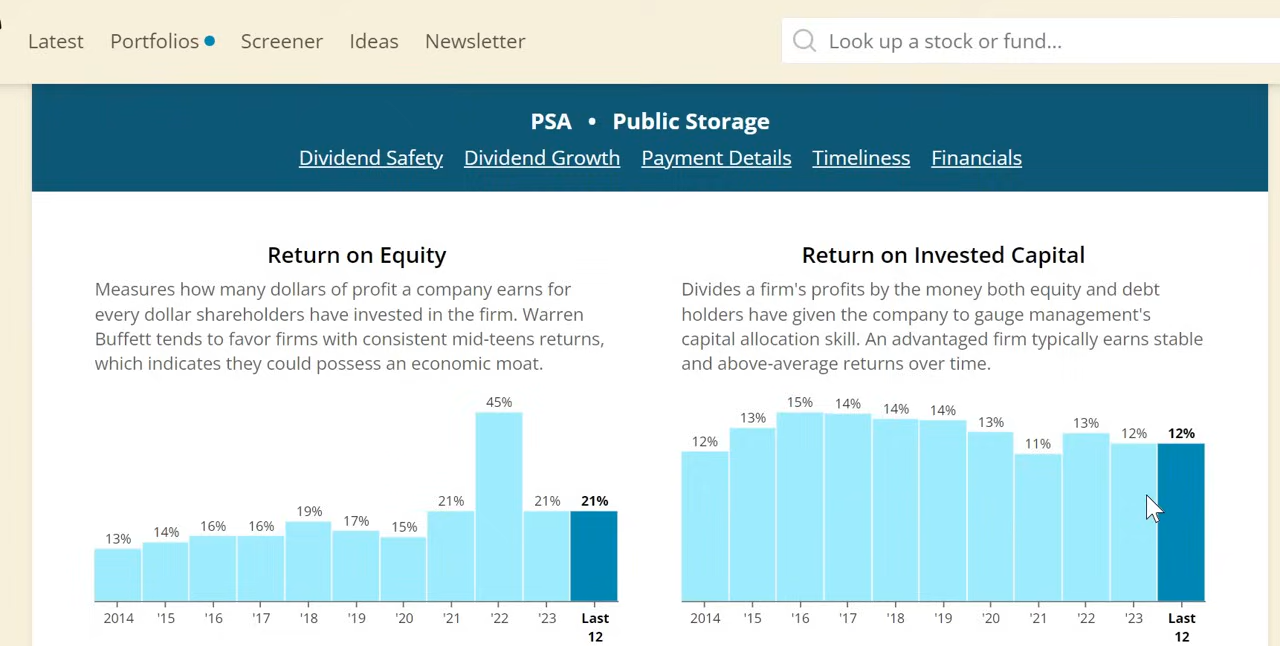 Latest Portfolios Screener Ideas Newsletter Look up a stock or fund...
PSA • Public Storage
Dividend Safety Dividend Growth Payment Details Timeliness Financials
Return on Equity
Measures how many dollars of profit a company earns for
every dollar shareholders have invested in the firm. Warren
Buffett tends to favor firms with consistent mid-teens returns,
which indicates they could possess an economic moat.
13% 14% 16% 16% 19% 17% 15% 21% 45% 21% 21%
2014 '15 '16 '17 '18 '19 '20 '21 '22 '23 Last
12
Return on Invested Capital
Divides a firm's profits by the money both equity and debt
holders have given the company to gauge management's
capital allocation skill. An advantaged firm typically earns stable
and above-average returns over time.
12% 13% 15% 14% 14% 14% 13% 11% 13% 12% 12%
2014 '15 '16 '17 '18 '19 '20 '21 '22 '23 Last
12